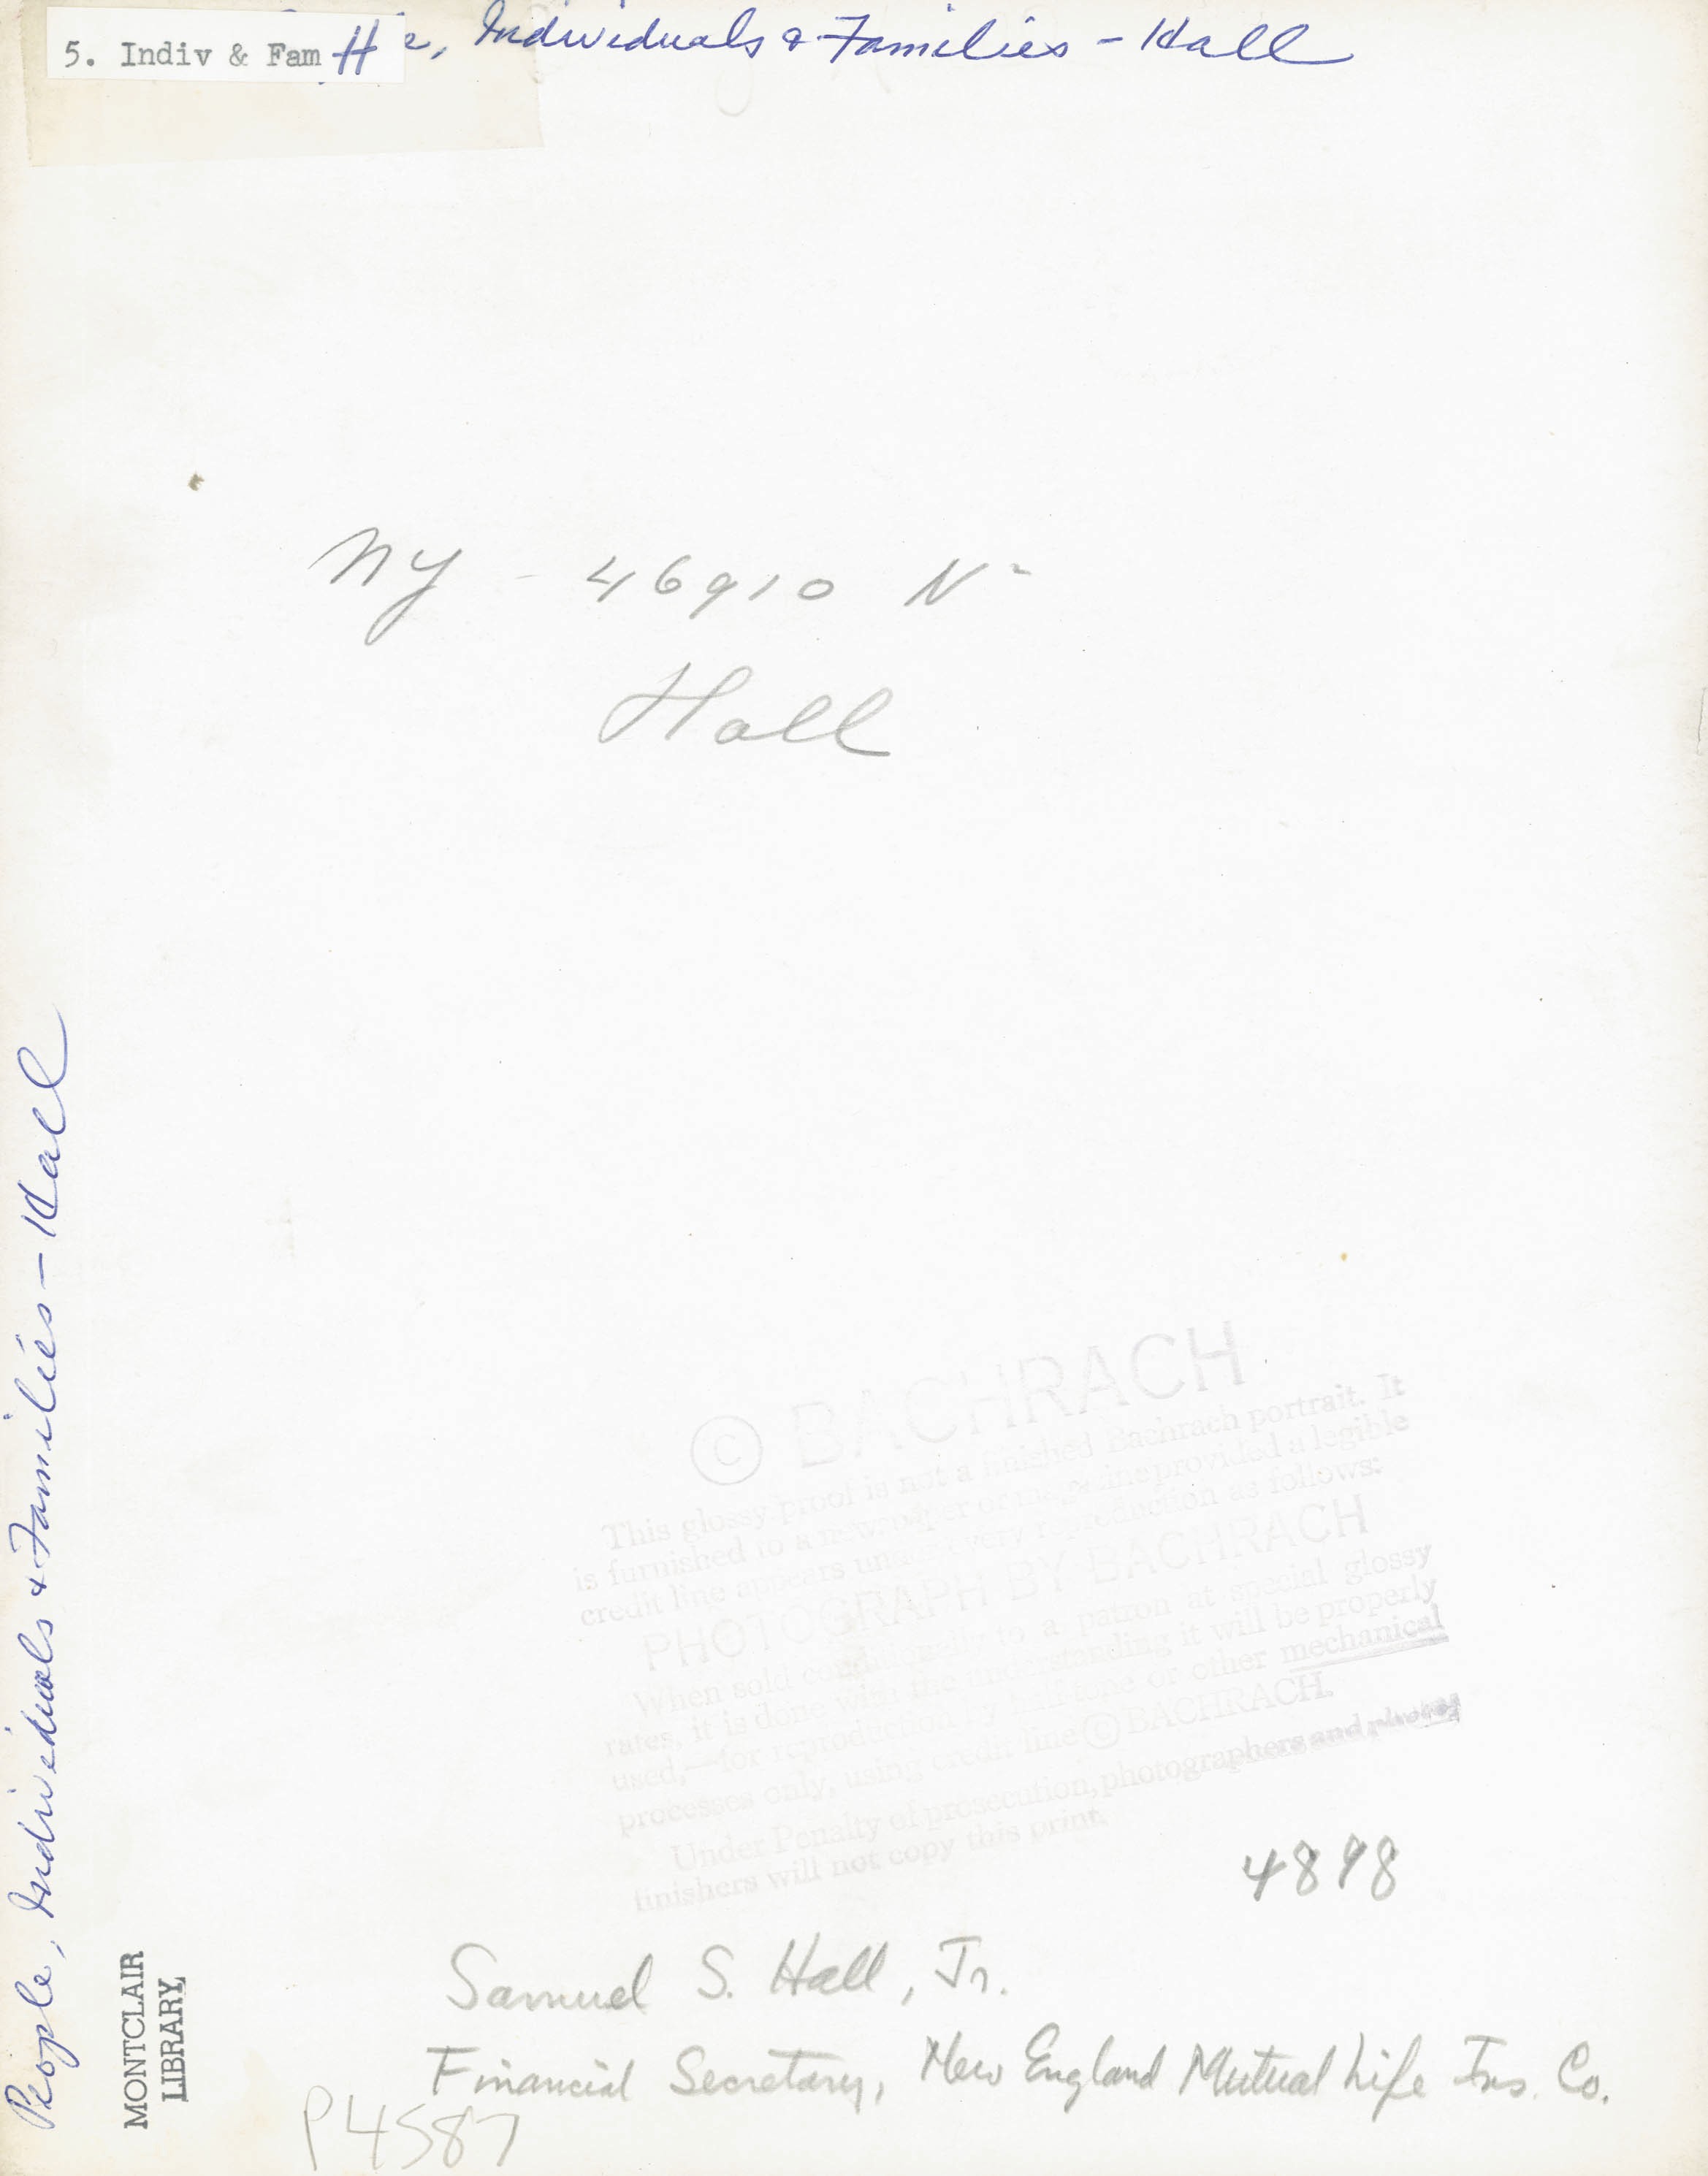 5. Indiv & Fam H
Individuals & Families - Hall
NY - 46910 N
Hall
People, Individuals & Families - Hall
© BACHRACH
This glossy proof is not a finished Bachrach portrait. It
is furnished to a newspaper or magazine provided a legible
credit line appears under every reproduction as follows:
PHOTOGRAPH BY BACHRACH
When sold conditionally to a patron at special glossy
rates, it is done with the understanding it will be properly
used,—for reproduction by half-tone or other mechanical
processes only, using credit line © BACHRACH.
Under Penalty of prosecution, photographers and photo
finishers will not copy this print.
4898
Samuel S. Hall, Jr.
Financial Secretary, New England Mutual Life Ins. Co.
P4587
MONTCLAIR
LIBRARY